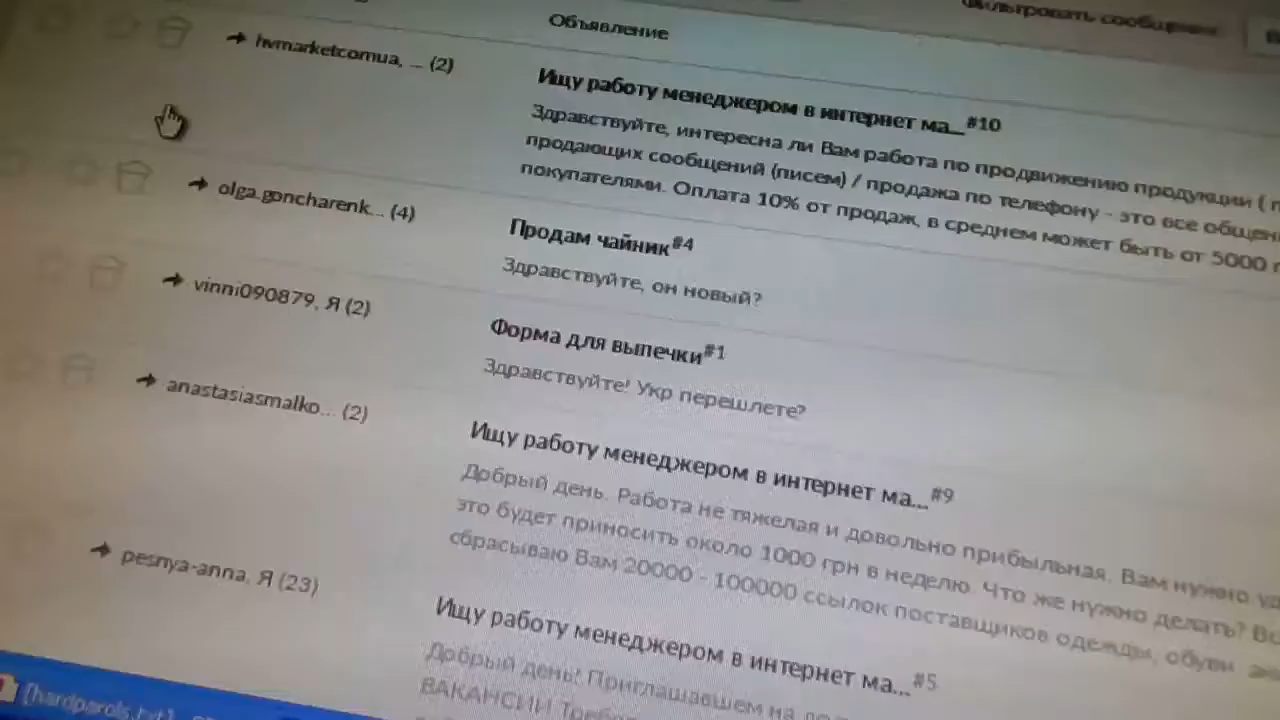 Фильтровать сообщения
Объявление
hvmarketcomua, ... (2)
Ищу работу менеджером в интернет ма... #10
Здравствуйте, интересна ли Вам работа по продвижению продукции (
продающих сообщений (писем) / продажа по телефону - это все общен
покупателями. Оплата 10% от продаж, в среднем может быть от 5000 г
olga.goncharenk... (4)
Продам чайник #4
Здравствуйте, он новый?
vinni090879, Я (2)
Форма для выпечки #1
Здравствуйте! Укр перешлете?
anastasiasmalko... (2)
Ищу работу менеджером в интернет ма... #9
Добрый день. Работа не тяжелая и довольно прибыльная. Вам нужно
это будет приносить около 1000 грн в неделю. Что же нужно делать?
сбрасываю Вам 20000 - 100000 ссылок поставщиков одежды, обуви
pesnya-anna, Я (23)
Ищу работу менеджером в интернет ма... #5
Добрый день! Приглашавшем на
ВАКАНСИИ
[hardparols.txt]